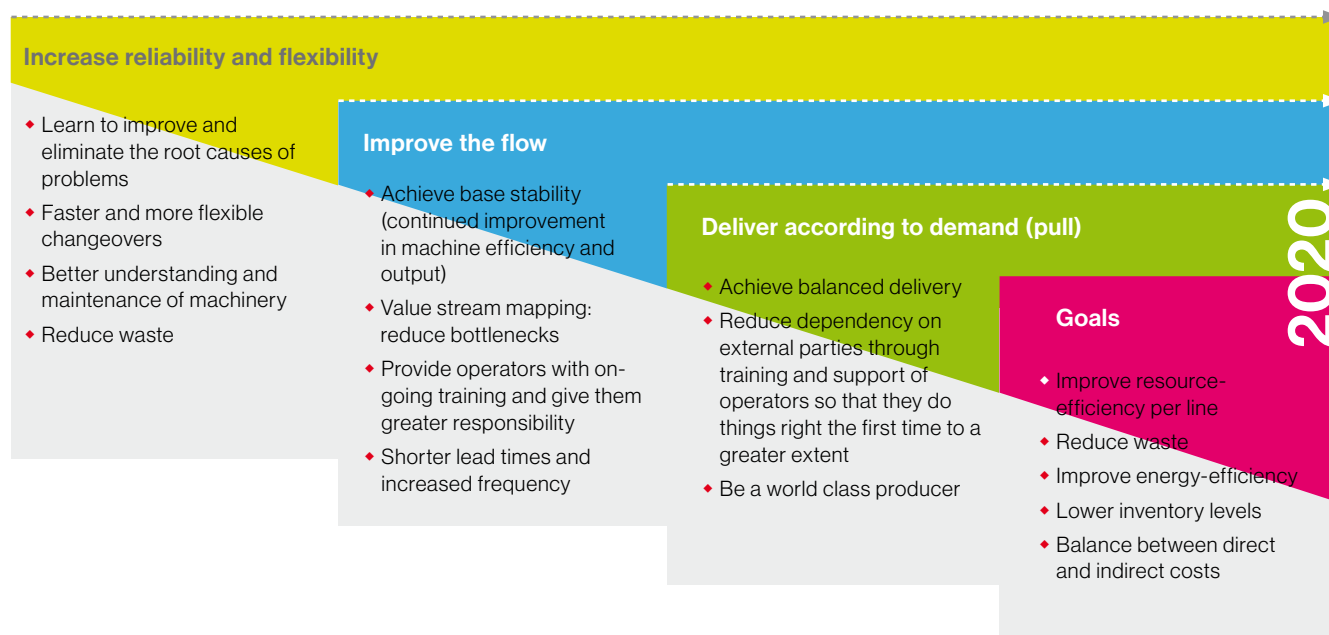 Increase reliability and flexibility
Learn to improve and
eliminate the root causes of
problems
Faster and more flexible
changeovers
Better understanding and
maintenance of machinery
Reduce waste
Improve the flow
Achieve base stability
(continued improvement
in machine efficiency and
output)
Value stream mapping:
reduce bottlenecks
Provide operators with on-
going training and give them
greater responsibility
Shorter lead times and
increased frequency
Deliver according to demand (pull)
Achieve balanced delivery
Reduce dependency on
external parties through
training and support of
operators so that they do
things right the first time to a
greater extent
Be a world class producer
Goals
Improve resource-
efficiency per line
Reduce waste
Improve energy-efficiency
Lower inventory levels
Balance between direct
and indirect costs
2020